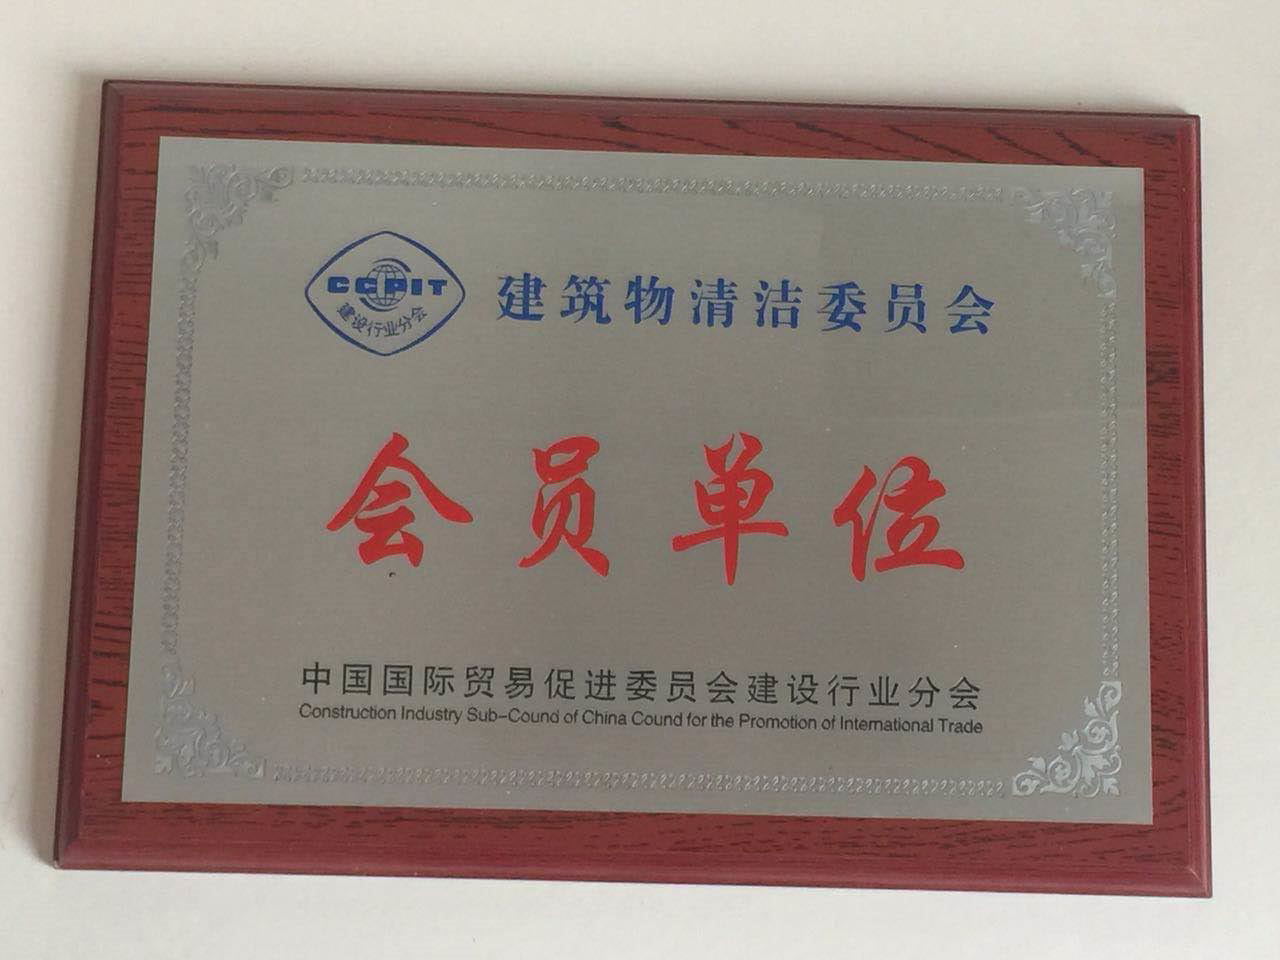 CCPIT
建设行业分会
建筑物清洁委员会
会员单位
中国国际贸易促进委员会建设行业分会
Construction Industry Sub-Cound of China Cound for the Promotion of International Trade